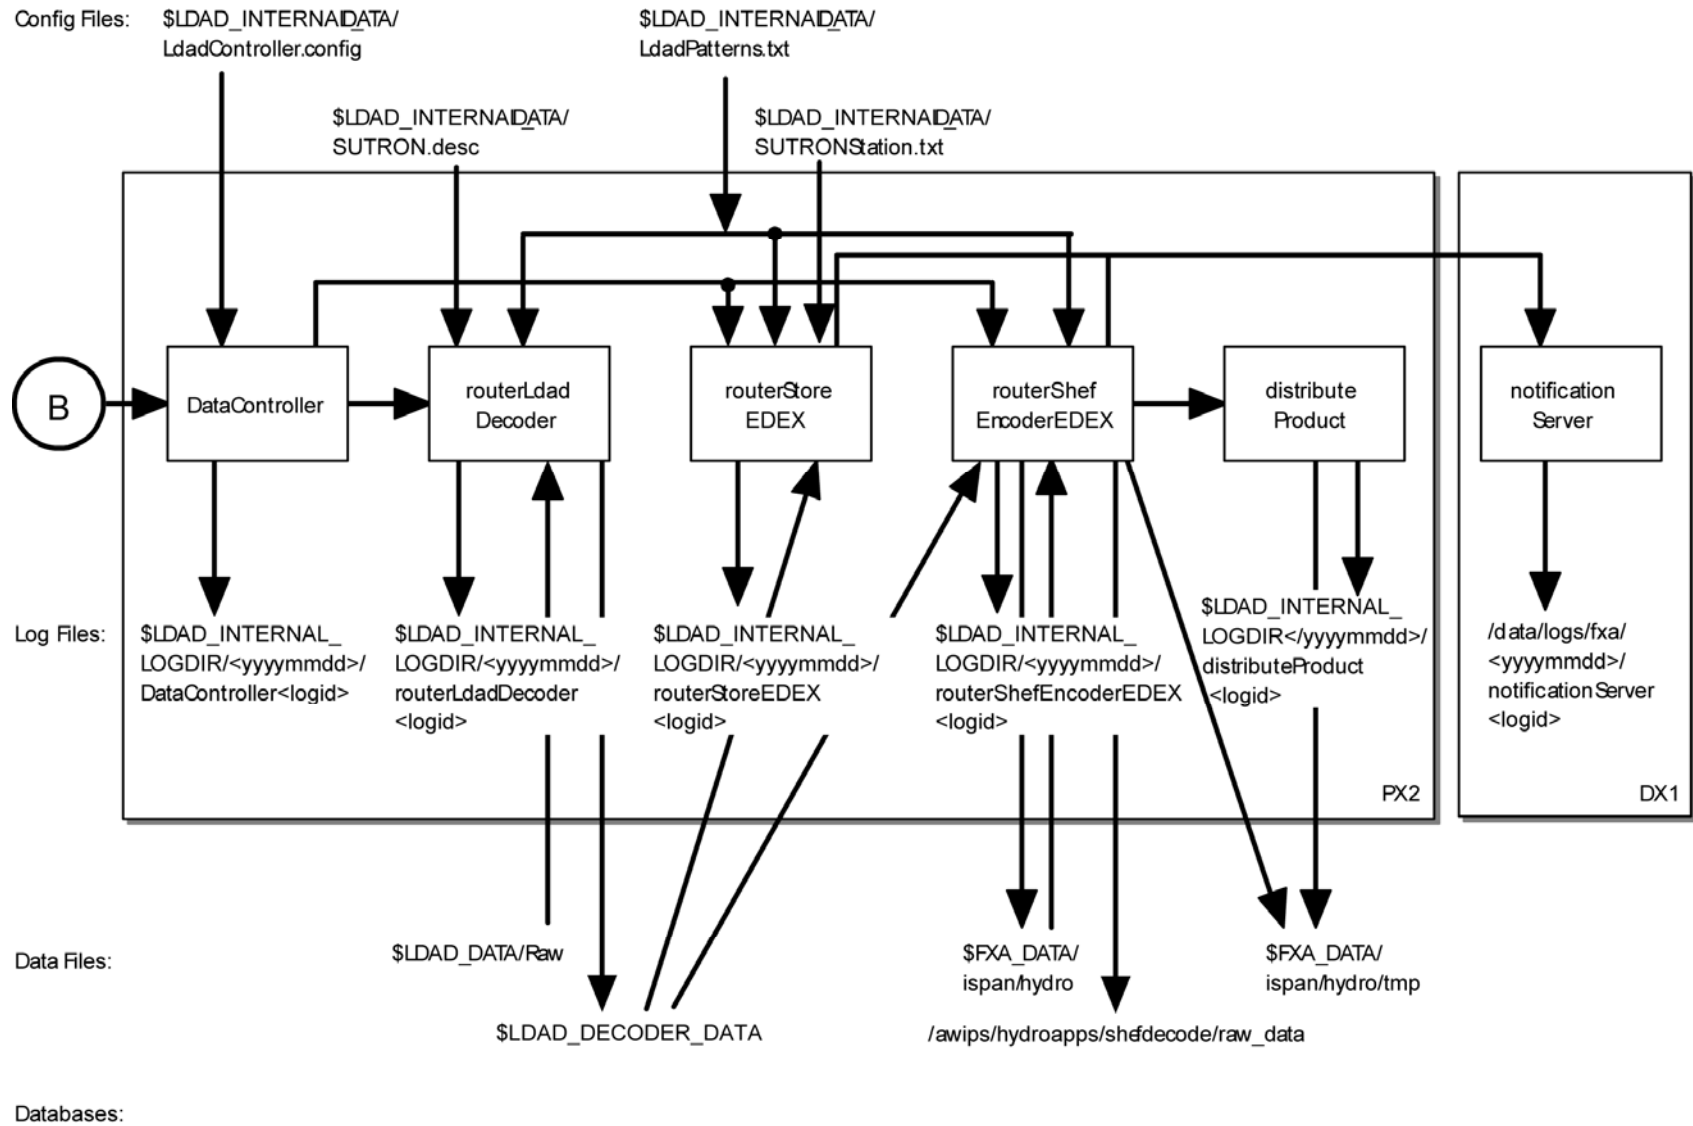 Config Files:
$LDAD_INTERNALDATA/
LdadController.config
$LDAD_INTERNALDATA/
LdadPatterns.txt
$LDAD_INTERNALDATA/
SUTRON.desc
$LDAD_INTERNALDATA/
SUTRONStation.txt
B
DataController
routerLdad
Decoder
routerStore
EDEX
routerShef
EncoderEDEX
distribute
Product
notification
Server
Log Files:
$LDAD_INTERNAL_
LOGDIR/<yyyymmdd>/
DataController<logid>
$LDAD_INTERNAL_
LOGDIR/<yyyymmdd>/
routerLdadDecoder
<logid>
$LDAD_INTERNAL_
LOGDIR/<yyyymmdd>/
routerStoreEDEX
<logid>
$LDAD_INTERNAL_
LOGDIR/<yyyymmdd>/
routerShefEncoderEDEX
<logid>
$LDAD_INTERNAL_
LOGDIR</yyyymmdd>/
distributeProduct
<logid>
/data/logs/fxa/
<yyyymmdd>/
notificationServer
<logid>
PX2
DX1
Data Files:
$LDAD_DATA/Raw
$FXA_DATA/
ispan/hydro
$FXA_DATA/
ispan/hydro/tmp
$LDAD_DECODER_DATA
/awips/hydroapps/shefdecode/raw_data
Databases: